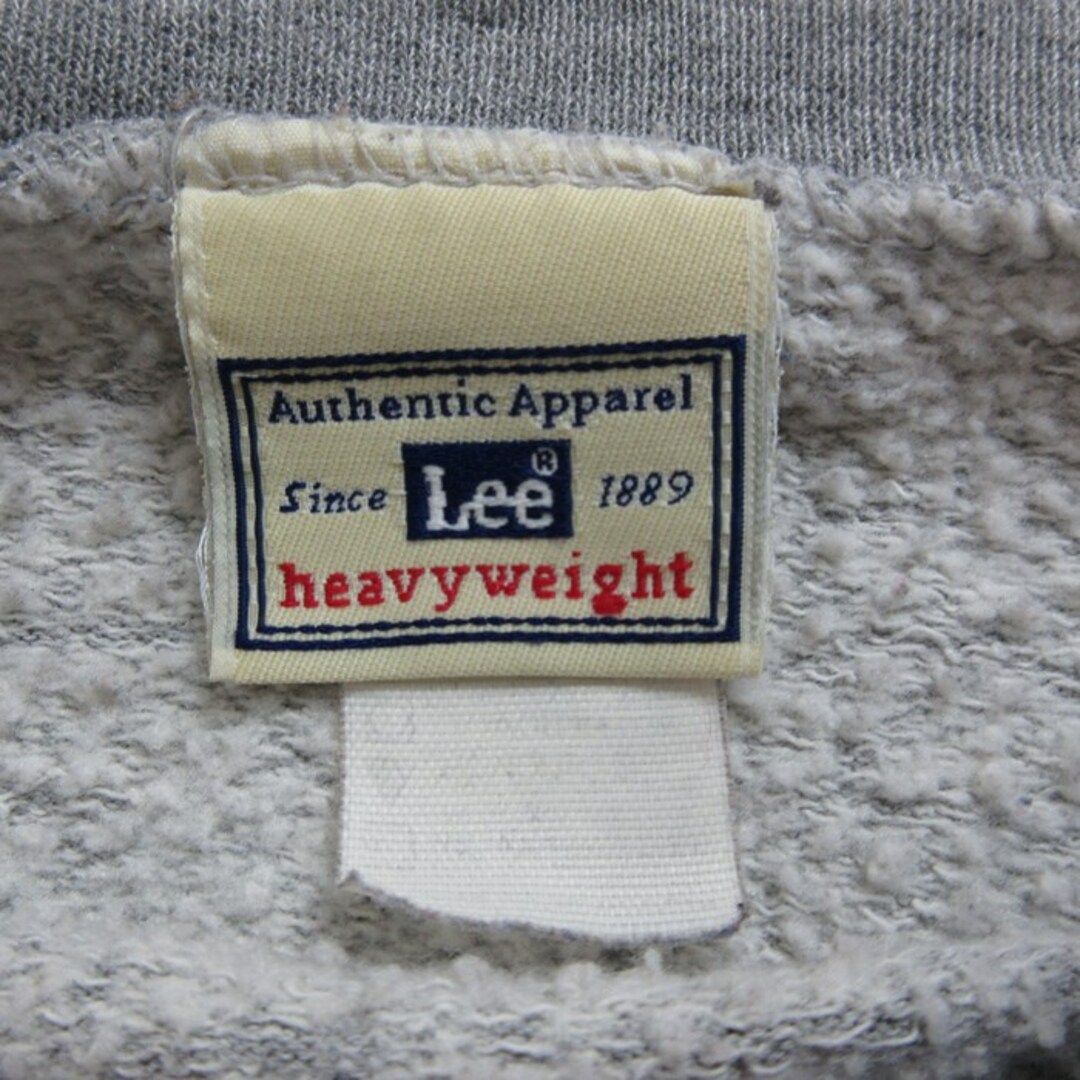 Authentic Apparel
Since Lee® 1889
heavyweight